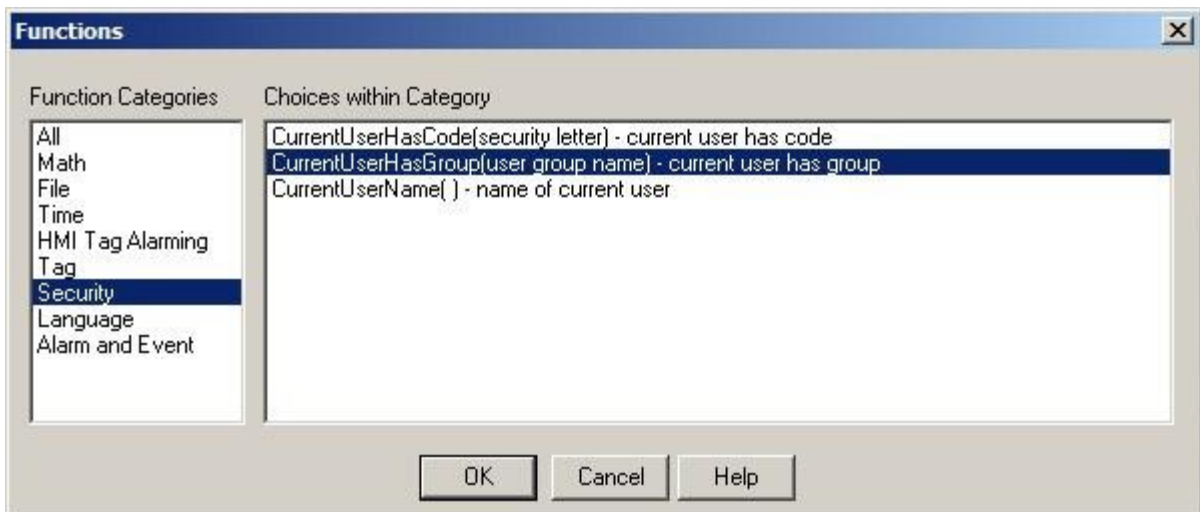 Functions
Function Categories
Choices within Category
All
Math
File
Time
HMI Tag Alarming
Tag
Security
Language
Alarm and Event
CurrentUserHasCode(security letter) - current user has code
CurrentUserHasGroup(user group name) - current user has group
CurrentUserName( ) - name of current user
OK
Cancel
Help